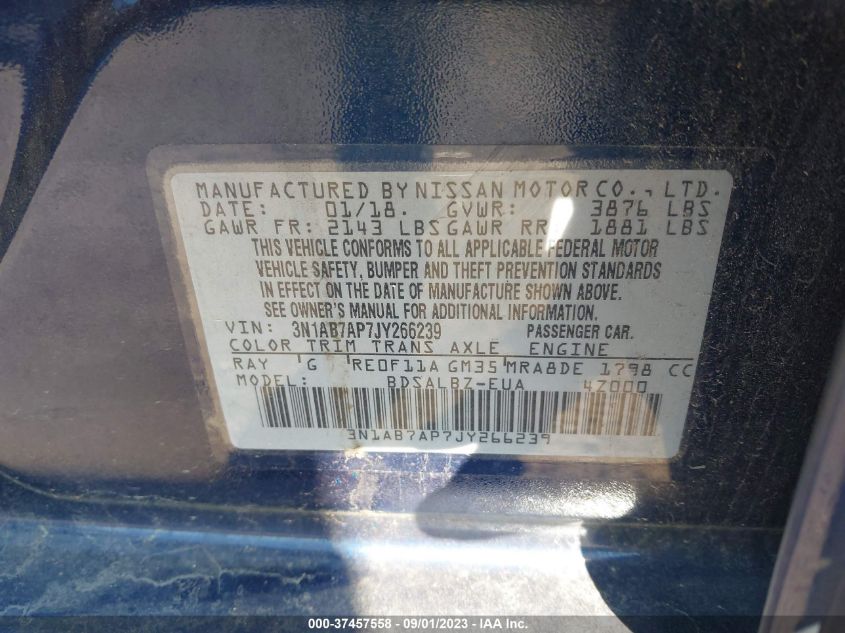 MANUFACTURED BY NISSAN MOTOR CO., LTD.
DATE: 01/18. GVWR: 3876 LBS
GAWR FR: 2143 LBS GAWR RR: 1881 LBS
THIS VEHICLE CONFORMS TO ALL APPLICABLE FEDERAL MOTOR
VEHICLE SAFETY, BUMPER AND THEFT PREVENTION STANDARDS
IN EFFECT ON THE DATE OF MANUFACTURE SHOWN ABOVE.
SEE OWNER'S MANUAL FOR ADDITIONAL INFORMATION.
VIN: 3N1AB7AP7JY266239 PASSENGER CAR.
COLOR TRIM TRANS AXLE ENGINE
RAY G RE0F11A GM35 MRA8DE 1798 CC
MODEL: BDSALBZ-EUA 4Z000
3N1AB7AP7JY266239
000-37457558 - 09/01/2023 - IAA Inc.